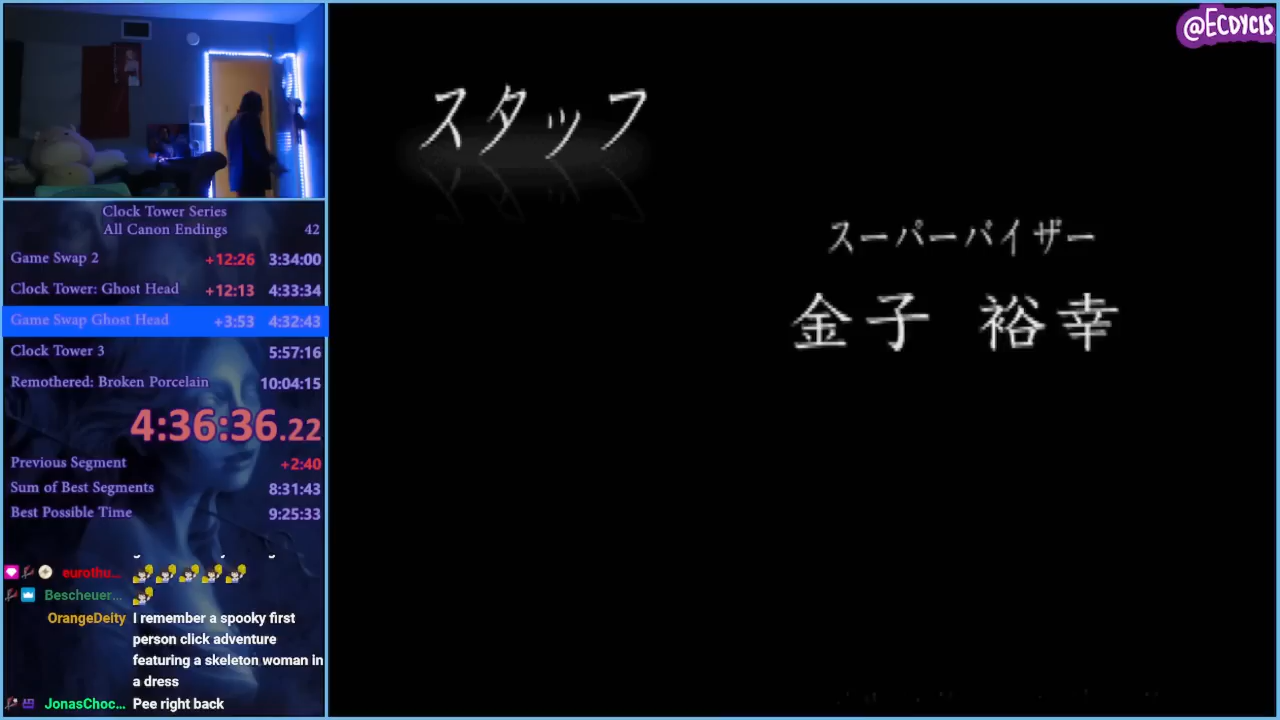 @ECDYCIS
スタッフ
スーパーバイザー
金子 裕幸
Clock Tower Series
All Canon Endings 42
Game Swap 2 +12:26 3:34:00
Clock Tower: Ghost Head +12:13 4:33:34
Game Swap Ghost Head +3:53 4:32:43
Clock Tower 3 5:57:16
Remothered: Broken Porcelain 10:04:15
4:36:36.22
Previous Segment +2:40
Sum of Best Segments 8:31:43
Best Possible Time 9:25:33
eurothu...
Bescheuer...
OrangeDeity I remember a spooky first
person click adventure
featuring a skeleton woman in
a dress
JonasChoc... Pee right back